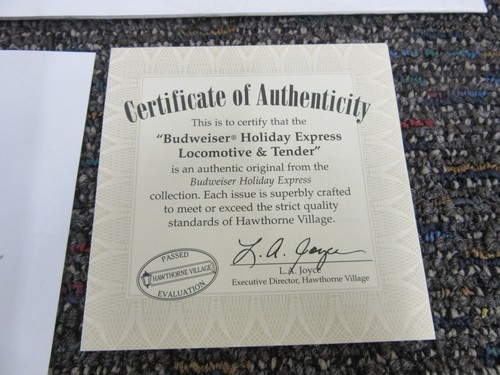 Certificate of Authenticity
This is to certify that the
"Budweiser® Holiday Express
Locomotive & Tender"
is an authentic original from the
Budweiser Holiday Express
collection. Each issue is superbly crafted
to meet or exceed the strict quality
standards of Hawthorne Village.
PASSED
HAWTHORNE VILLAGE
EVALUATION
L. A. Joyce
L.A. Joyce
Executive Director, Hawthorne Village